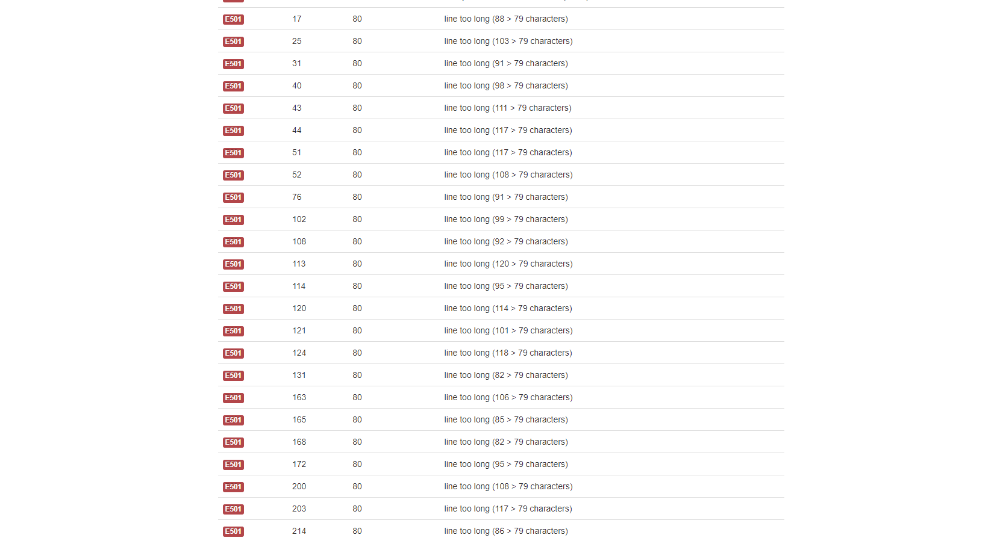 E501 17 80 line too long (88 > 79 characters)
E501 25 80 line too long (103 > 79 characters)
E501 31 80 line too long (91 > 79 characters)
E501 40 80 line too long (98 > 79 characters)
E501 43 80 line too long (111 > 79 characters)
E501 44 80 line too long (117 > 79 characters)
E501 51 80 line too long (117 > 79 characters)
E501 52 80 line too long (108 > 79 characters)
E501 76 80 line too long (91 > 79 characters)
E501 102 80 line too long (99 > 79 characters)
E501 108 80 line too long (92 > 79 characters)
E501 113 80 line too long (120 > 79 characters)
E501 114 80 line too long (95 > 79 characters)
E501 120 80 line too long (114 > 79 characters)
E501 121 80 line too long (101 > 79 characters)
E501 124 80 line too long (118 > 79 characters)
E501 131 80 line too long (82 > 79 characters)
E501 163 80 line too long (106 > 79 characters)
E501 165 80 line too long (85 > 79 characters)
E501 168 80 line too long (82 > 79 characters)
E501 172 80 line too long (95 > 79 characters)
E501 200 80 line too long (108 > 79 characters)
E501 203 80 line too long (117 > 79 characters)
E501 214 80 line too long (86 > 79 characters)